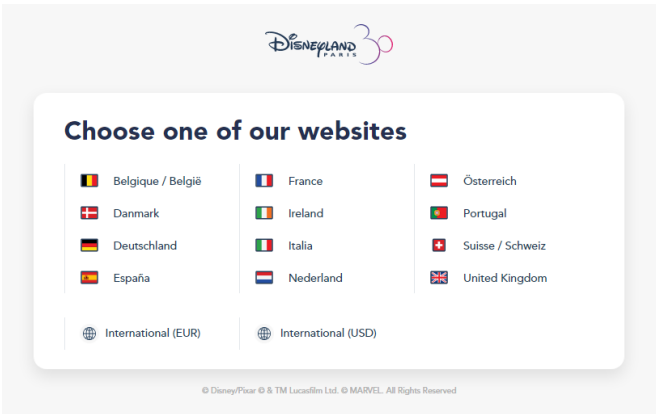 Disneyland 30
PARIS
Choose one of our websites
Belgique / België
Danmark
Deutschland
España
France
Ireland
Italia
Nederland
Österreich
Portugal
Suisse / Schweiz
United Kingdom
International (EUR)
International (USD)
© Disney/Pixar © & TM Lucasfilm Ltd. © MARVEL. All Rights Reserved